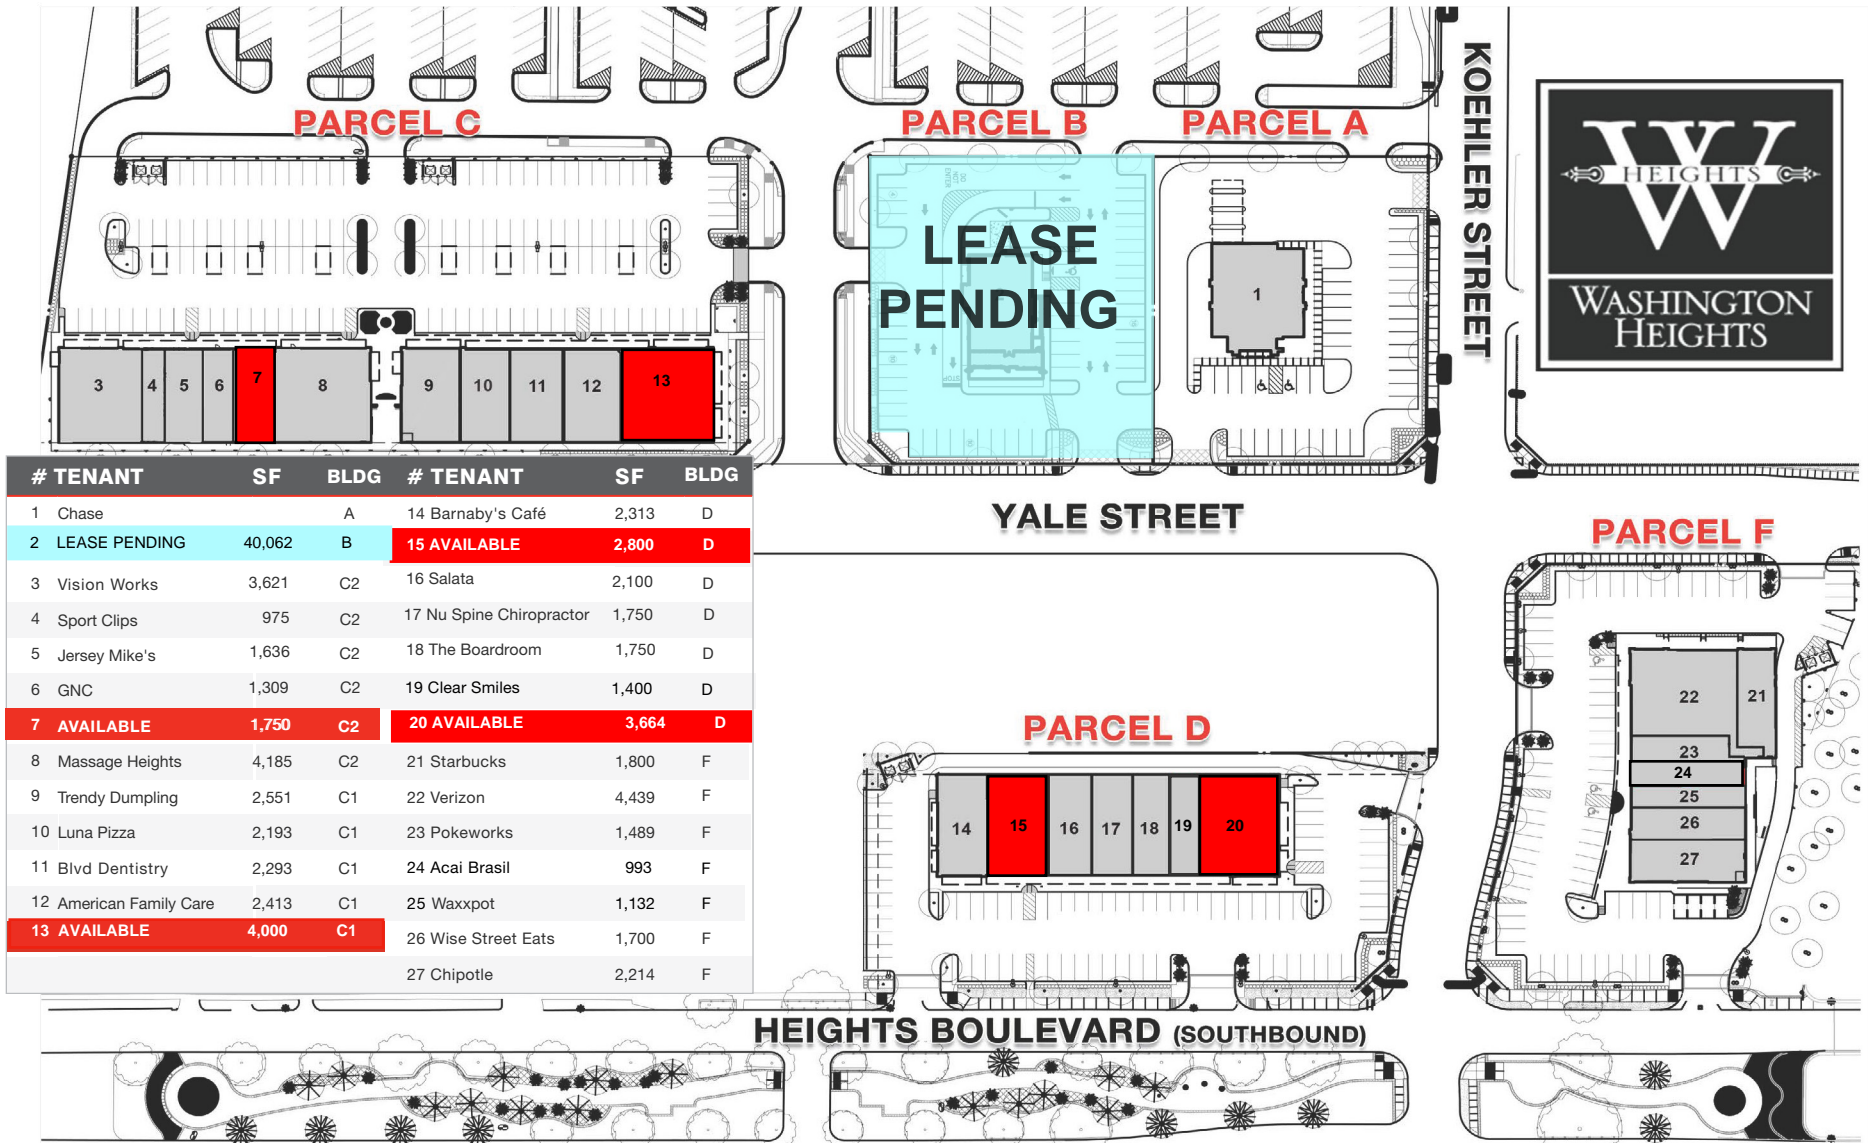 PARCEL C
PARCEL B
PARCEL A
KOEHLER STREET
W
HEIGHTS
WASHINGTON
HEIGHTS
DO
NOT
ENTER
LEASE
PENDING
STOP
1
3
4
5
6
7
8
9
10
11
12
13
# TENANT SF BLDG # TENANT SF BLDG
1 Chase A 14 Barnaby's Café 2,313 D
2 LEASE PENDING 40,062 B 15 AVAILABLE 2,800 D
3 Vision Works 3,621 C2 16 Salata 2,100 D
4 Sport Clips 975 C2 17 Nu Spine Chiropractor 1,750 D
5 Jersey Mike's 1,636 C2 18 The Boardroom 1,750 D
6 GNC 1,309 C2 19 Clear Smiles 1,400 D
7 AVAILABLE 1,750 C2 20 AVAILABLE 3,664 D
8 Massage Heights 4,185 C2 21 Starbucks 1,800 F
9 Trendy Dumpling 2,551 C1 22 Verizon 4,439 F
10 Luna Pizza 2,193 C1 23 Pokeworks 1,489 F
11 Blvd Dentistry 2,293 C1 24 Acai Brasil 993 F
12 American Family Care 2,413 C1 25 Waxxpot 1,132 F
13 AVAILABLE 4,000 C1 26 Wise Street Eats 1,700 F
27 Chipotle 2,214 F
YALE STREET
PARCEL F
22
21
23
24
25
26
27
PARCEL D
14
15
16
17
18
19
20
HEIGHTS BOULEVARD (SOUTHBOUND)